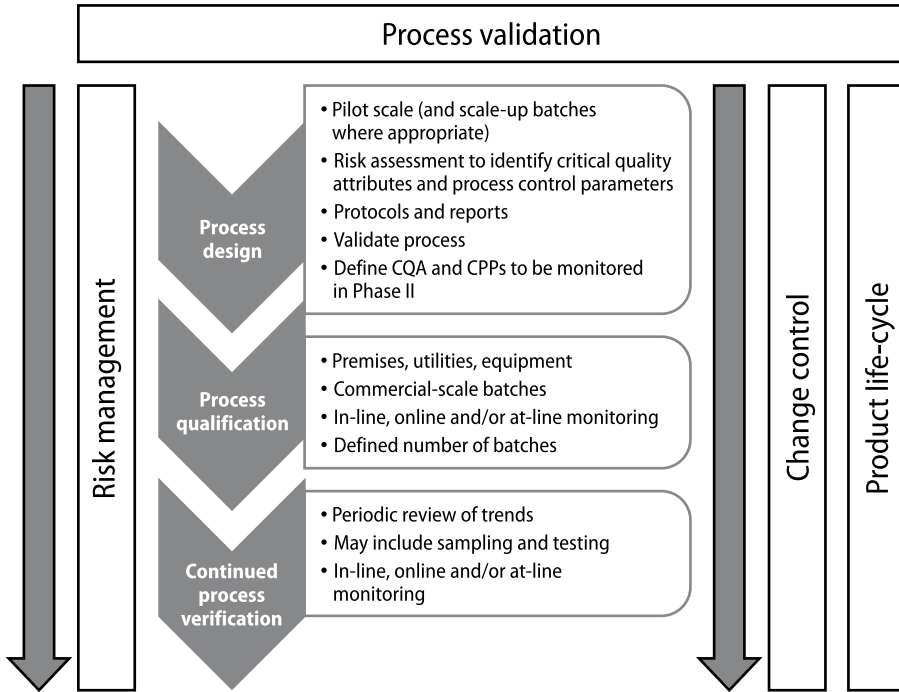 Process validation
Risk management
Process
design
• Pilot scale (and scale-up batches
where appropriate)
• Risk assessment to identify critical quality
attributes and process control parameters
• Protocols and reports
• Validate process
• Define CQA and CPPs to be monitored
in Phase II
Process
qualification
• Premises, utilities, equipment
• Commercial-scale batches
• In-line, online and/or at-line monitoring
• Defined number of batches
Continued
process
verification
• Periodic review of trends
• May include sampling and testing
• In-line, online and/or at-line
monitoring
Change control
Product life-cycle